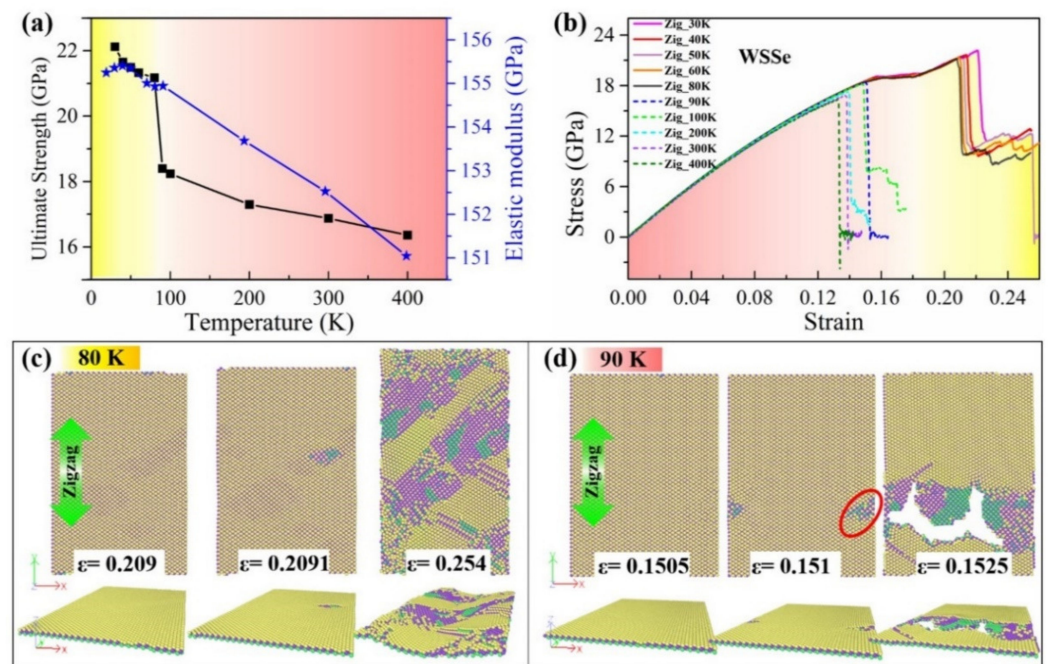 (a)
22
20
18
16
Ultimate Strength (GPa)
0
100
200
300
400
Temperature (K)
156
155
154
153
152
151
Elastic modulus (GPa)
(b)
24
18
12
6
0
Stress (GPa)
Zig_30K
Zig_40K
Zig_50K
Zig_60K
Zig_80K
Zig_90K
Zig_100K
Zig_200K
Zig_300K
Zig_400K
WSSe
0.00
0.04
0.08
0.12
0.16
0.20
0.24
Strain
(c)
80 K
Zigzag
ε= 0.209
ε= 0.2091
ε= 0.254
Y
X
X
(d)
90 K
Zigzag
ε= 0.1505
ε= 0.151
ε= 0.1525
Y
X
X